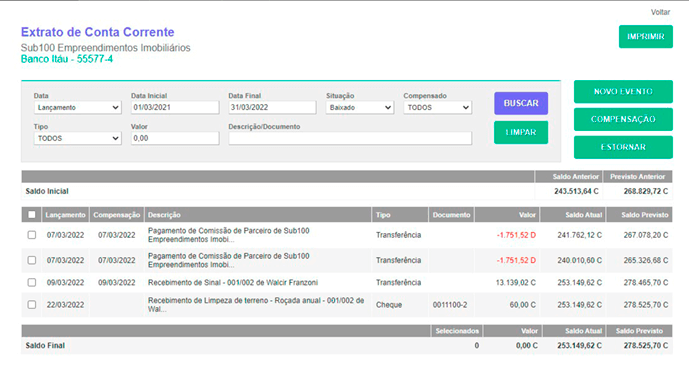 Voltar
Extrato de Conta Corrente
IMPRIMIR
Sub100 Empreendimentos Imobiliários
Banco Itáu - 55577-4
Data Data Inicial Data Final Situação Compensado
Lançamento 01/03/2021 31/03/2022 Baixado TODOS
BUSCAR
NOVO EVENTO
COMPENSAÇÃO
Tipo Valor Descrição/Documento
TODOS 0,00
LIMPAR
ESTORNAR
Saldo Anterior Previsto Anterior
Saldo Inicial 243.513,64 C 268.829,72 C
Lançamento Compensação Descrição Tipo Documento Valor Saldo Atual Saldo Previsto
07/03/2022 07/03/2022 Pagamento de Comissão de Parceiro de Sub100 Empreendimentos Imobi... Transferência -1.751,52 D 241.762,12 C 267.078,20 C
07/03/2022 07/03/2022 Pagamento de Comissão de Parceiro de Sub100 Empreendimentos Imobi... Transferência -1.751,52 D 240.010,60 C 265.326,68 C
09/03/2022 09/03/2022 Recebimento de Sinal - 001/002 de Walcir Franzoni Transferência 13.139,02 C 253.149,62 C 278.465,70 C
22/03/2022 Recebimento de Limpeza de terreno - Roçada anual - 001/002 de Wal... Cheque 0011100-2 60,00 C 253.149,62 C 278.525,70 C
Selecionados Valor Saldo Atual Saldo Previsto
Saldo Final 0 0,00 C 253.149,62 C 278.525,70 C